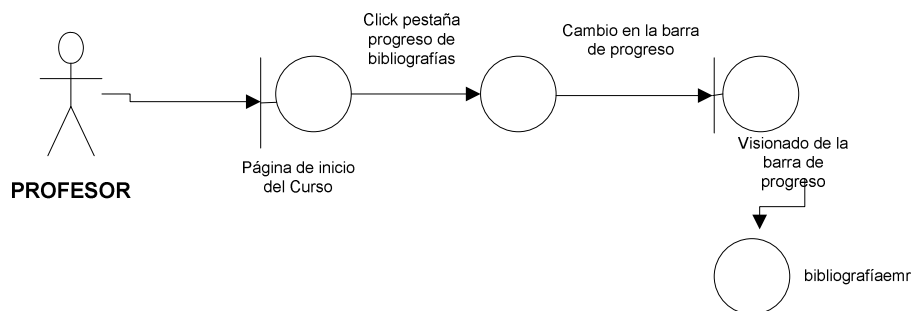 Click pestaña
progreso de
bibliografías
Cambio en la barra
de progreso
Página de inicio
del Curso
Visionado de la
barra de
progreso
PROFESOR
bibliografíaemr